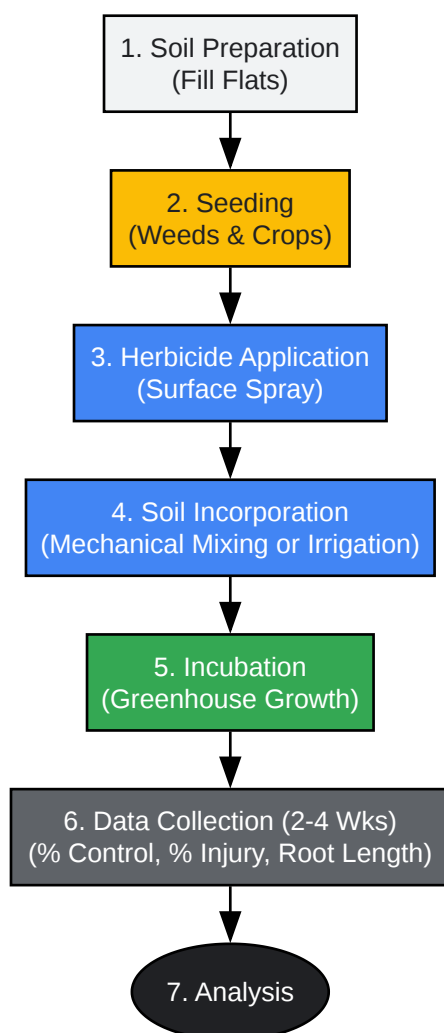 1. Soil Preparation
(Fill Flats)
2. Seeding
(Weeds & Crops)
3. Herbicide Application
(Surface Spray)
4. Soil Incorporation
(Mechanical Mixing or Irrigation)
5. Incubation
(Greenhouse Growth)
6. Data Collection (2-4 Wks)
(% Control, % Injury, Root Length)
7. Analysis